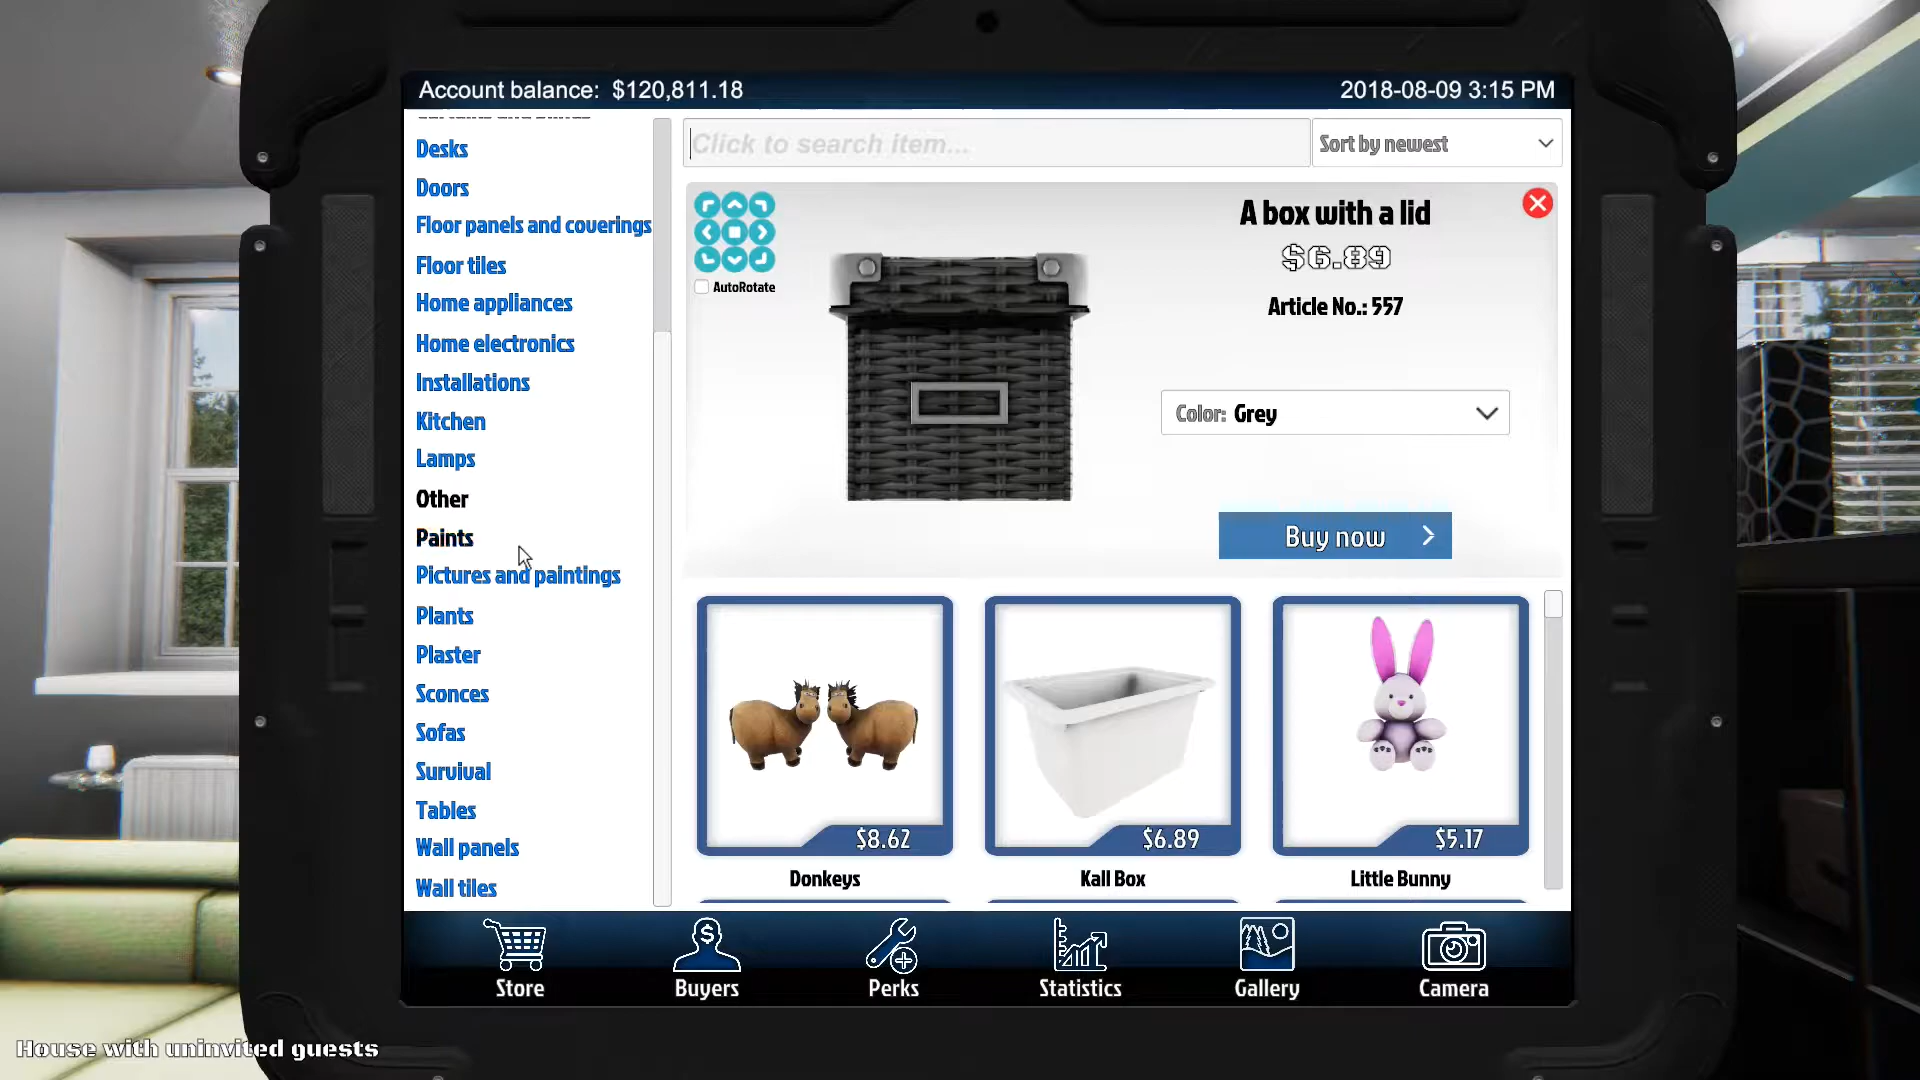 Account balance: $120,811.18
2018-08-09 3:15 PM
Desks
Doors
Floor panels and coverings
Floor tiles
Home appliances
Home electronics
Installations
Kitchen
Lamps
Other
Paints
Pictures and paintings
Plants
Plaster
Sconces
Sofas
Survival
Tables
Wall panels
Wall tiles
Click to search item...
Sort by newest
AutoRotate
A box with a lid
$6.89
Article No.: 557
Color: Grey
Buy now
$8.62
Donkeys
$6.89
Kall Box
$5.17
Little Bunny
Store
Buyers
Perks
Statistics
Gallery
Camera
House with uninvited guests